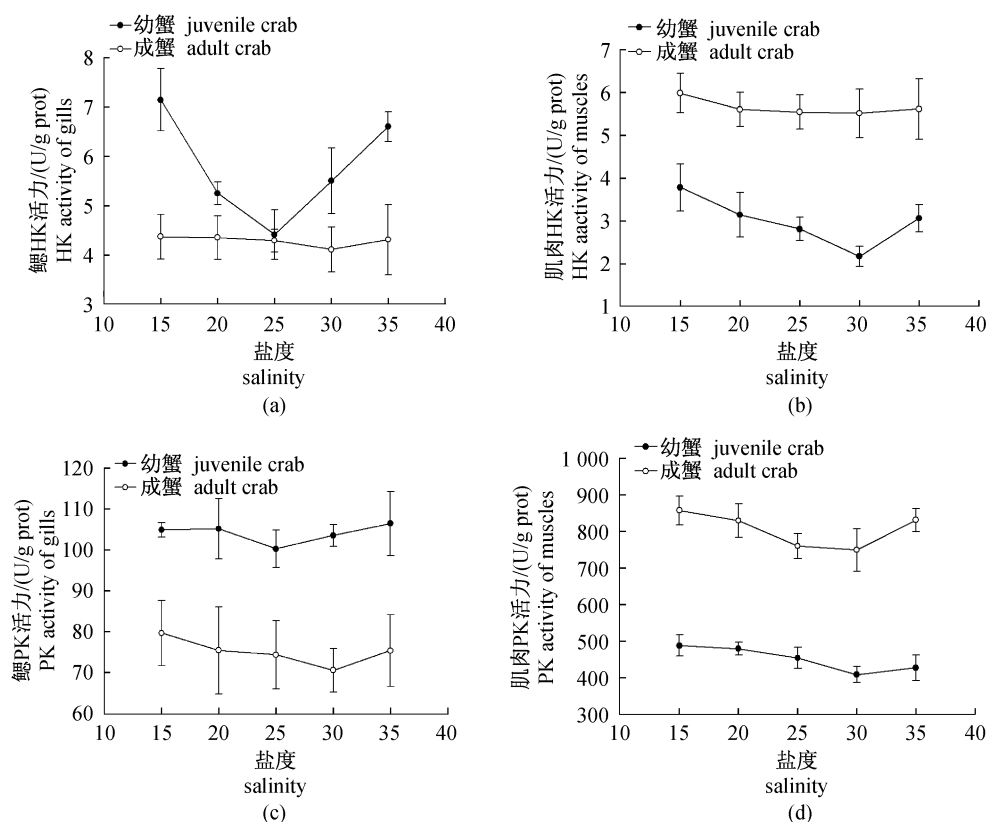 幼蟹 juvenile crab
成蟹 adult crab
鳃HK活力/(U/g prot)
HK activity of gills
8
7
6
5
4
3
10 15 20 25 30 35 40
盐度
salinity
(a)
幼蟹 juvenile crab
成蟹 adult crab
肌肉HK活力/(U/g prot)
HK aactivity of muscles
7
6
5
4
3
2
1
10 15 20 25 30 35 40
盐度
salinity
(b)
幼蟹 juvenile crab
成蟹 adult crab
鳃PK活力/(U/g prot)
PK activity of gills
120
110
100
90
80
70
60
10 15 20 25 30 35 40
盐度
salinity
(c)
幼蟹 juvenile crab
成蟹 adult crab
肌肉PK活力/(U/g prot)
PK activity of muscles
1 000
900
800
700
600
500
400
300
10 15 20 25 30 35 40
盐度
salinity
(d)